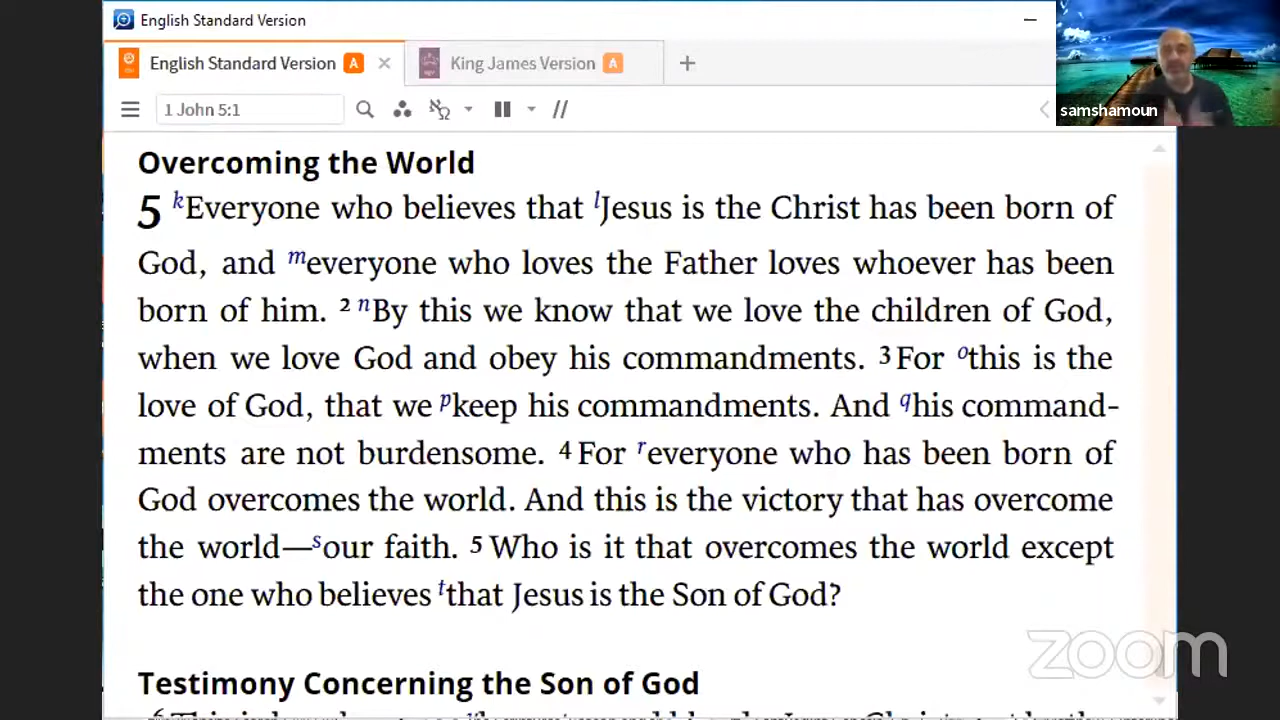 English Standard Version
English Standard Version A
King James Version A
samshamoun
1 John 5:1
Overcoming the World
5 kEveryone who believes that lJesus is the Christ has been born of
God, and meveryone who loves the Father loves whoever has been
born of him. 2 nBy this we know that we love the children of God,
when we love God and obey his commandments. 3 For othis is the
love of God, that we pkeep his commandments. And qhis command-
ments are not burdensome. 4 For reveryone who has been born of
God overcomes the world. And this is the victory that has overcome
the world—sour faith. 5 Who is it that overcomes the world except
the one who believes tthat Jesus is the Son of God?
zoom
Testimony Concerning the Son of God